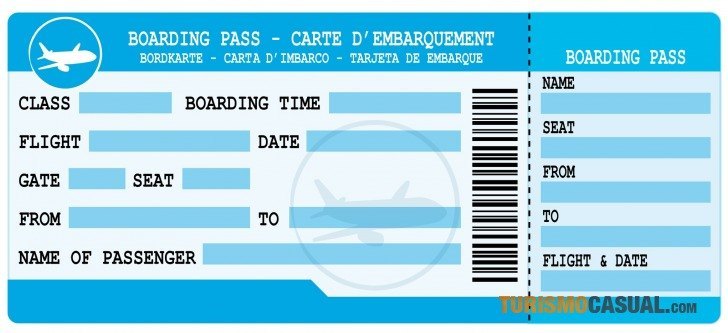 BOARDING PASS - CARTE D'EMBARQUEMENT
BORDKARTE - CARTA D'IMBARCO - TARJETA DE EMBARQUE
CLASS BOARDING TIME
FLIGHT DATE
GATE SEAT
FROM TO
NAME OF PASSENGER
BOARDING PASS
NAME
SEAT
FROM
TO
FLIGHT & DATE
TURISMOCASUAL.com